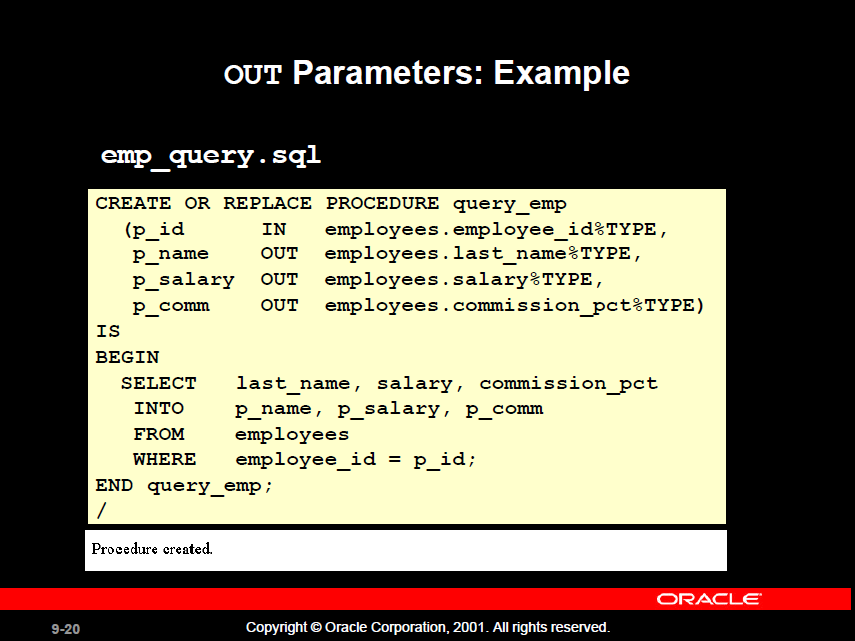 OUT Parameters: Example
emp_query.sql
CREATE OR REPLACE PROCEDURE query_emp
(p_id IN employees.employee_id%TYPE,
p_name OUT employees.last_name%TYPE,
p_salary OUT employees.salary%TYPE,
p_comm OUT employees.commission_pct%TYPE)
IS
BEGIN
SELECT last_name, salary, commission_pct
INTO p_name, p_salary, p_comm
FROM employees
WHERE employee_id = p_id;
END query_emp;
/
Procedure created.
ORACLE
9-20 Copyright © Oracle Corporation, 2001. All rights reserved.